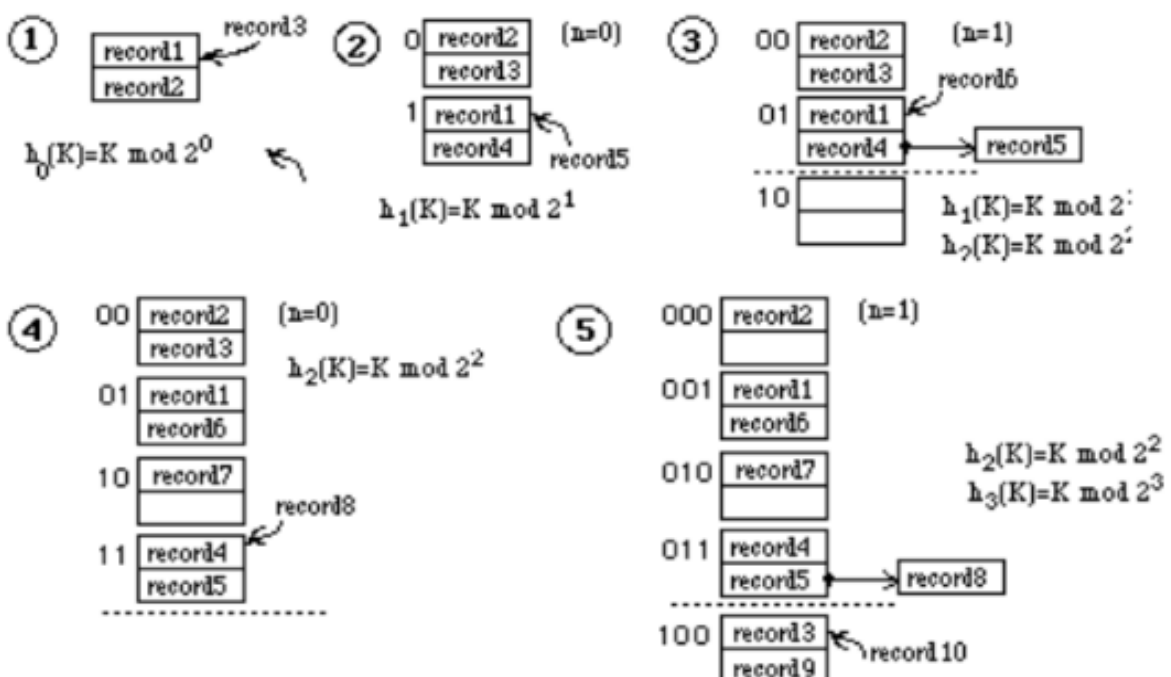 1
record3
record1
record2
h0(K)=K mod 2^0
2
0 record2 (n=0)
record3
1 record1
record4
record5
h1(K)=K mod 2^1
3
00 record2 (n=1)
record3
record6
01 record1
record4 record5
10
h1(K)=K mod 2
h2(K)=K mod 2
4
00 record2 (n=0)
record3
h2(K)=K mod 2^2
01 record1
record6
10 record7
record8
11 record4
record5
5
000 record2 (n=1)
001 record1
record6
h2(K)=K mod 2^2
010 record7
h3(K)=K mod 2^3
011 record4
record5 record8
100 record3
record10
record9